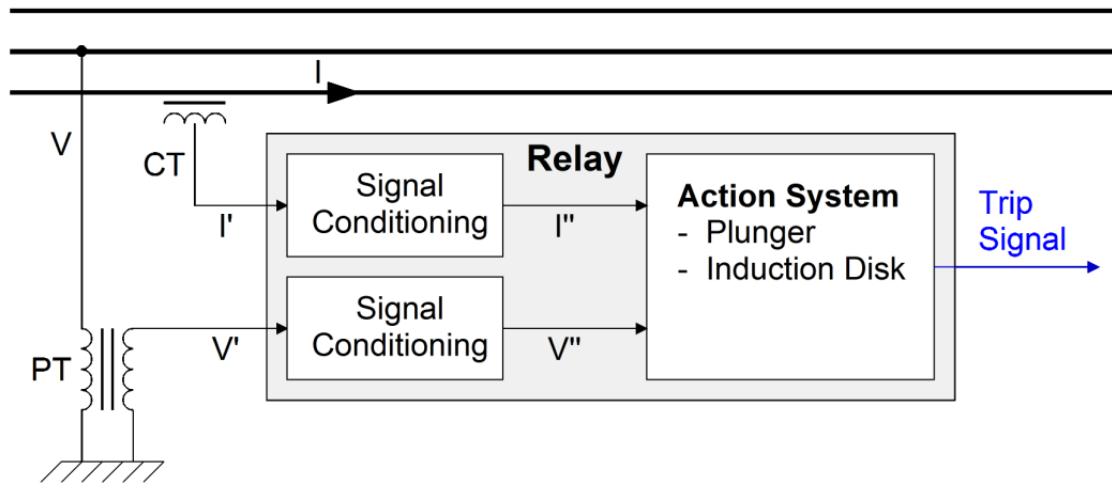 I
V
CT
Relay
Signal
Conditioning
I'
I"
Action System
- Plunger
- Induction Disk
Trip
Signal
Signal
Conditioning
V'
V"
PT